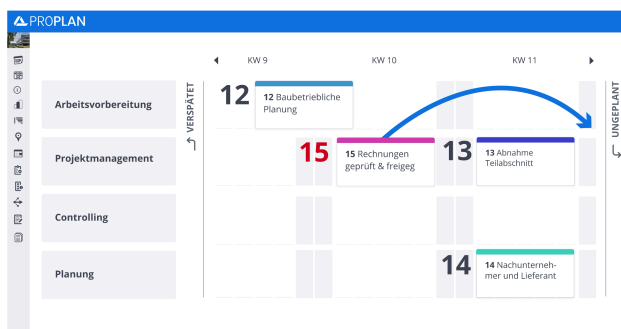 PROPLAN
KW 9
KW 10
KW 11
VERSPÄTET
UNGEPLANT
Arbeitsvorbereitung
12
12 Baubetriebliche
Planung
Projektmanagement
15
15 Rechnungen
geprüft & freigeg
13
13 Abnahme
Teilabschnitt
Controlling
Planung
14
14 Nachunterneh-
mer und Lieferant